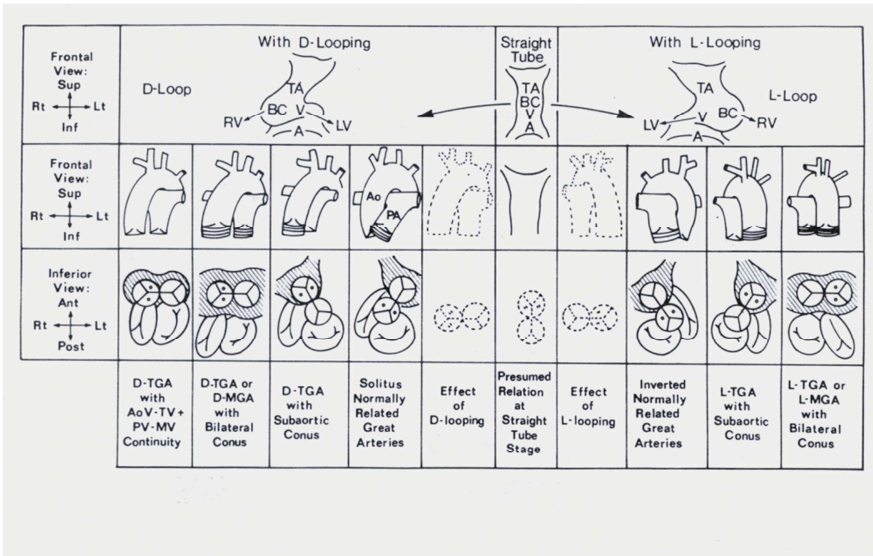 Frontal
View:
Sup
Rt Lt
Inf
With D-Looping
D-Loop
TA
BC V
RV
LV
A
Straight
Tube
TA
BC
V
A
With L-Looping
L-Loop
TA
V BC
LV
RV
A
Frontal
View:
Sup
Rt Lt
Inf
Ao
PA
Inferior
View:
Ant
Rt Lt
Post
D-TGA
with
AoV-TV+
PV-MV
Continuity
D-TGA or
D-MGA
with
Bilateral
Conus
D-TGA
with
Subaortic
Conus
Solitus
Normally
Related
Great
Arteries
Effect
of
D-looping
Presumed
Relation
at
Straight
Tube
Stage
Effect
of
L-looping
Inverted
Normally
Related
Great
Arteries
L-TGA
with
Subaortic
Conus
L-TGA or
L-MGA
with
Bilateral
Conus